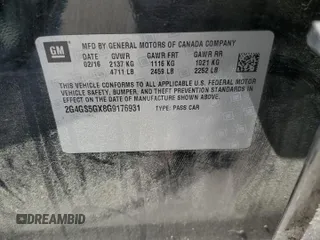 GM
MFD BY GENERAL MOTORS OF CANADA COMPANY
DATE GVWR GAWR FRT GAWR RR
02/16 2137 KG 1116 KG 1021 KG
4711 LB 2459 LB 2252 LB
THIS VEHICLE CONFORMS TO ALL APPLICABLE U.S. FEDERAL MOTOR
VEHICLE SAFETY, BUMPER, AND THEFT PREVENTION STANDARDS
IN EFFECT ON THE DATE OF MANUFACTURE SHOWN ABOVE.
2G4GS5GX8G9176931 TYPE: PASS CAR
DREAMBID